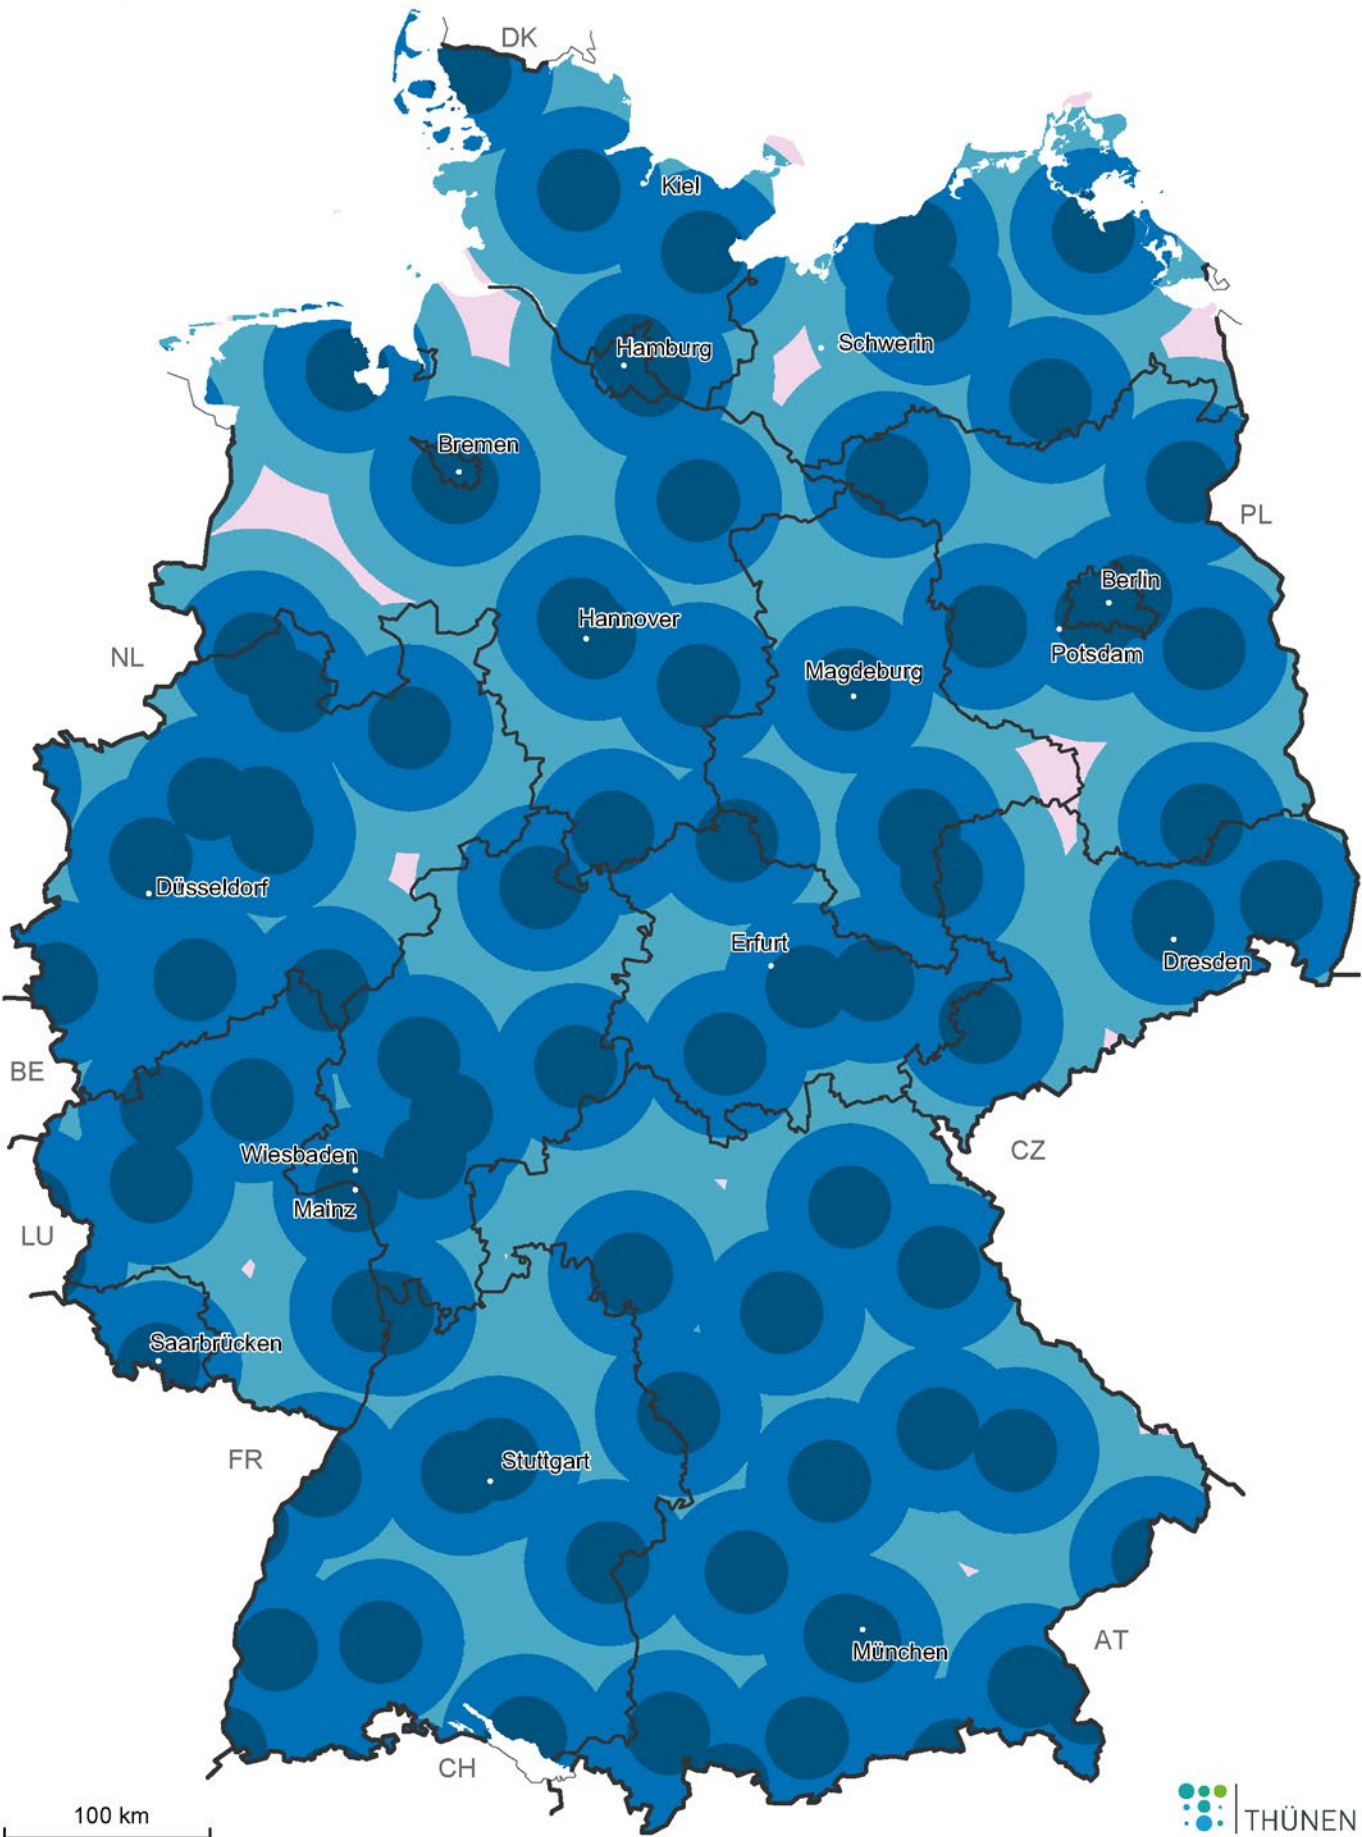 DK
Kiel
Hamburg
Schwerin
Bremen
PL
Berlin
Hannover
Potsdam
NL
Magdeburg
Düsseldorf
Erfurt
Dresden
BE
CZ
Wiesbaden
Mainz
LU
Saarbrücken
FR
Stuttgart
München
AT
CH
100 km
THÜNEN